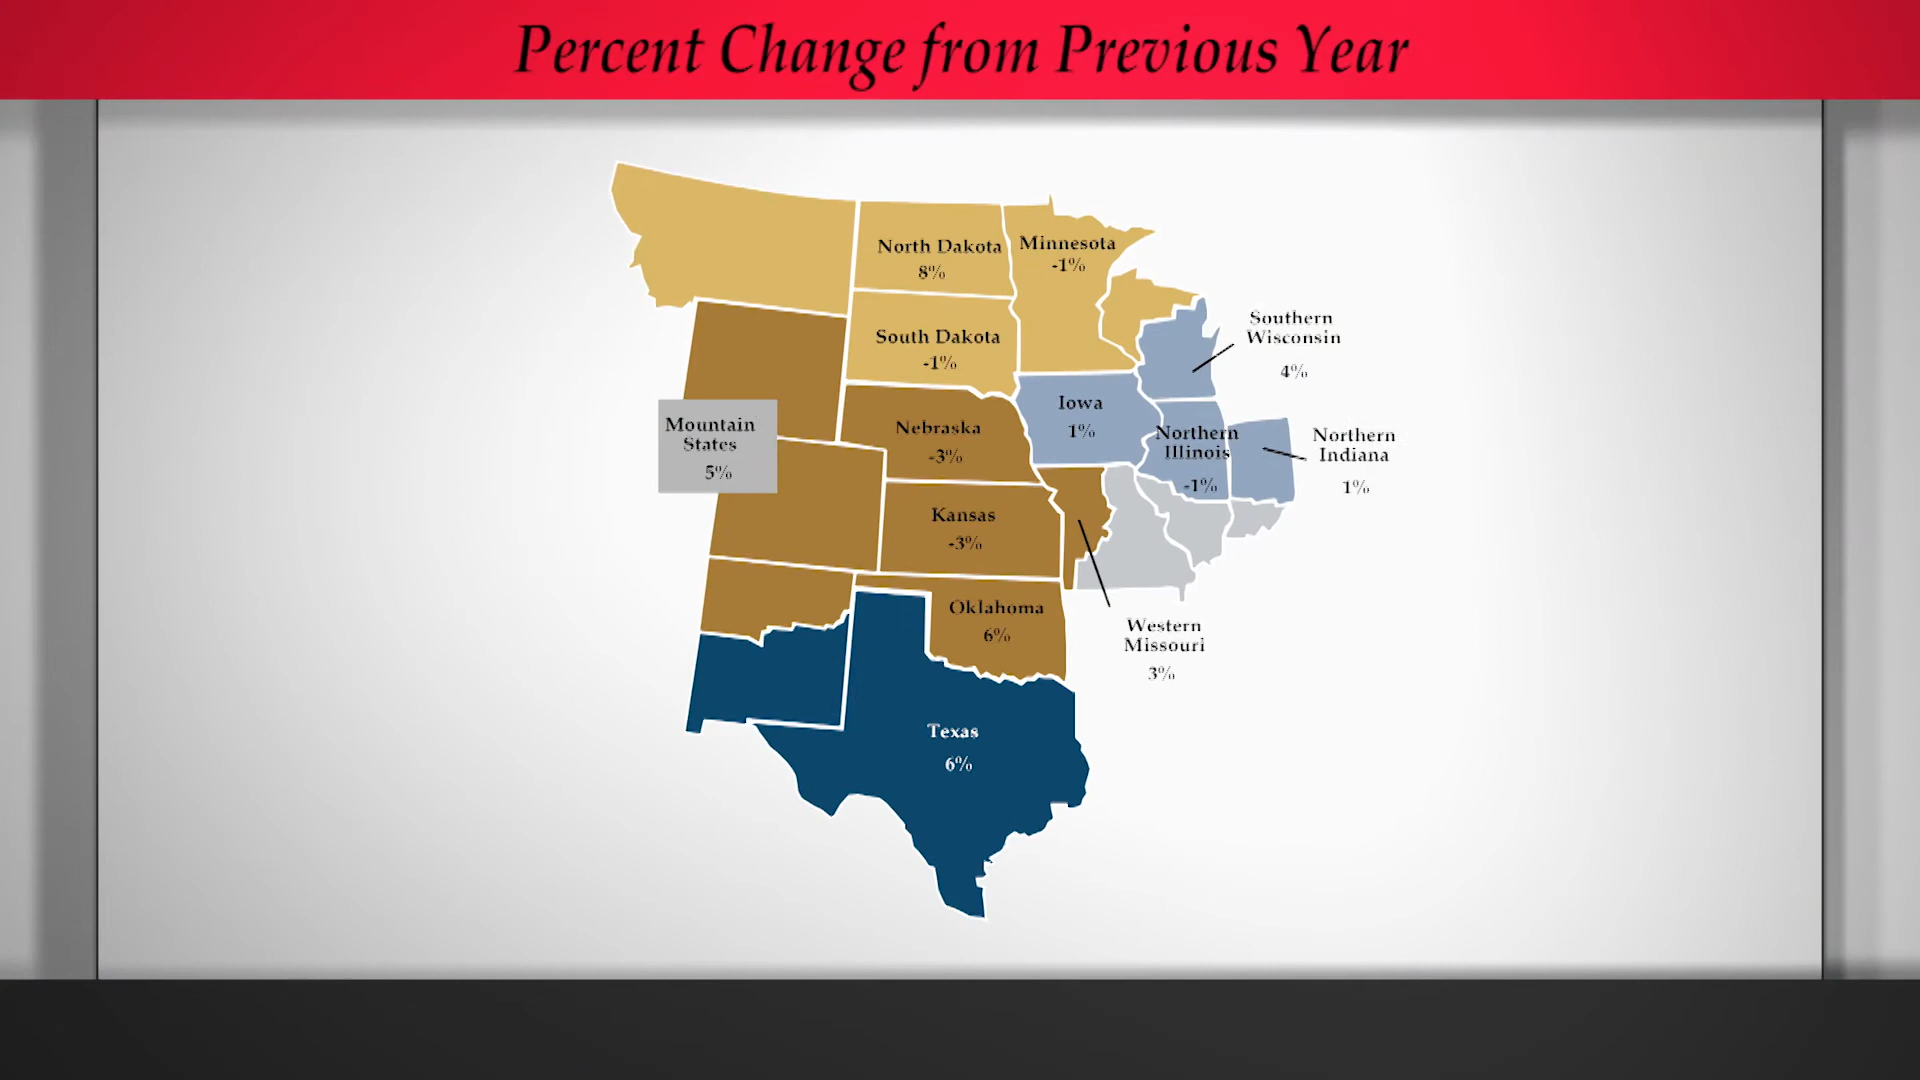 Percent Change from Previous Year
North Dakota
8%
Minnesota
-1%
South Dakota
-1%
Southern
Wisconsin
4%
Mountain
States
5%
Nebraska
-3%
Iowa
1%
Northern
Illinois
-1%
Northern
Indiana
1%
Kansas
-3%
Oklahoma
6%
Western
Missouri
3%
Texas
6%